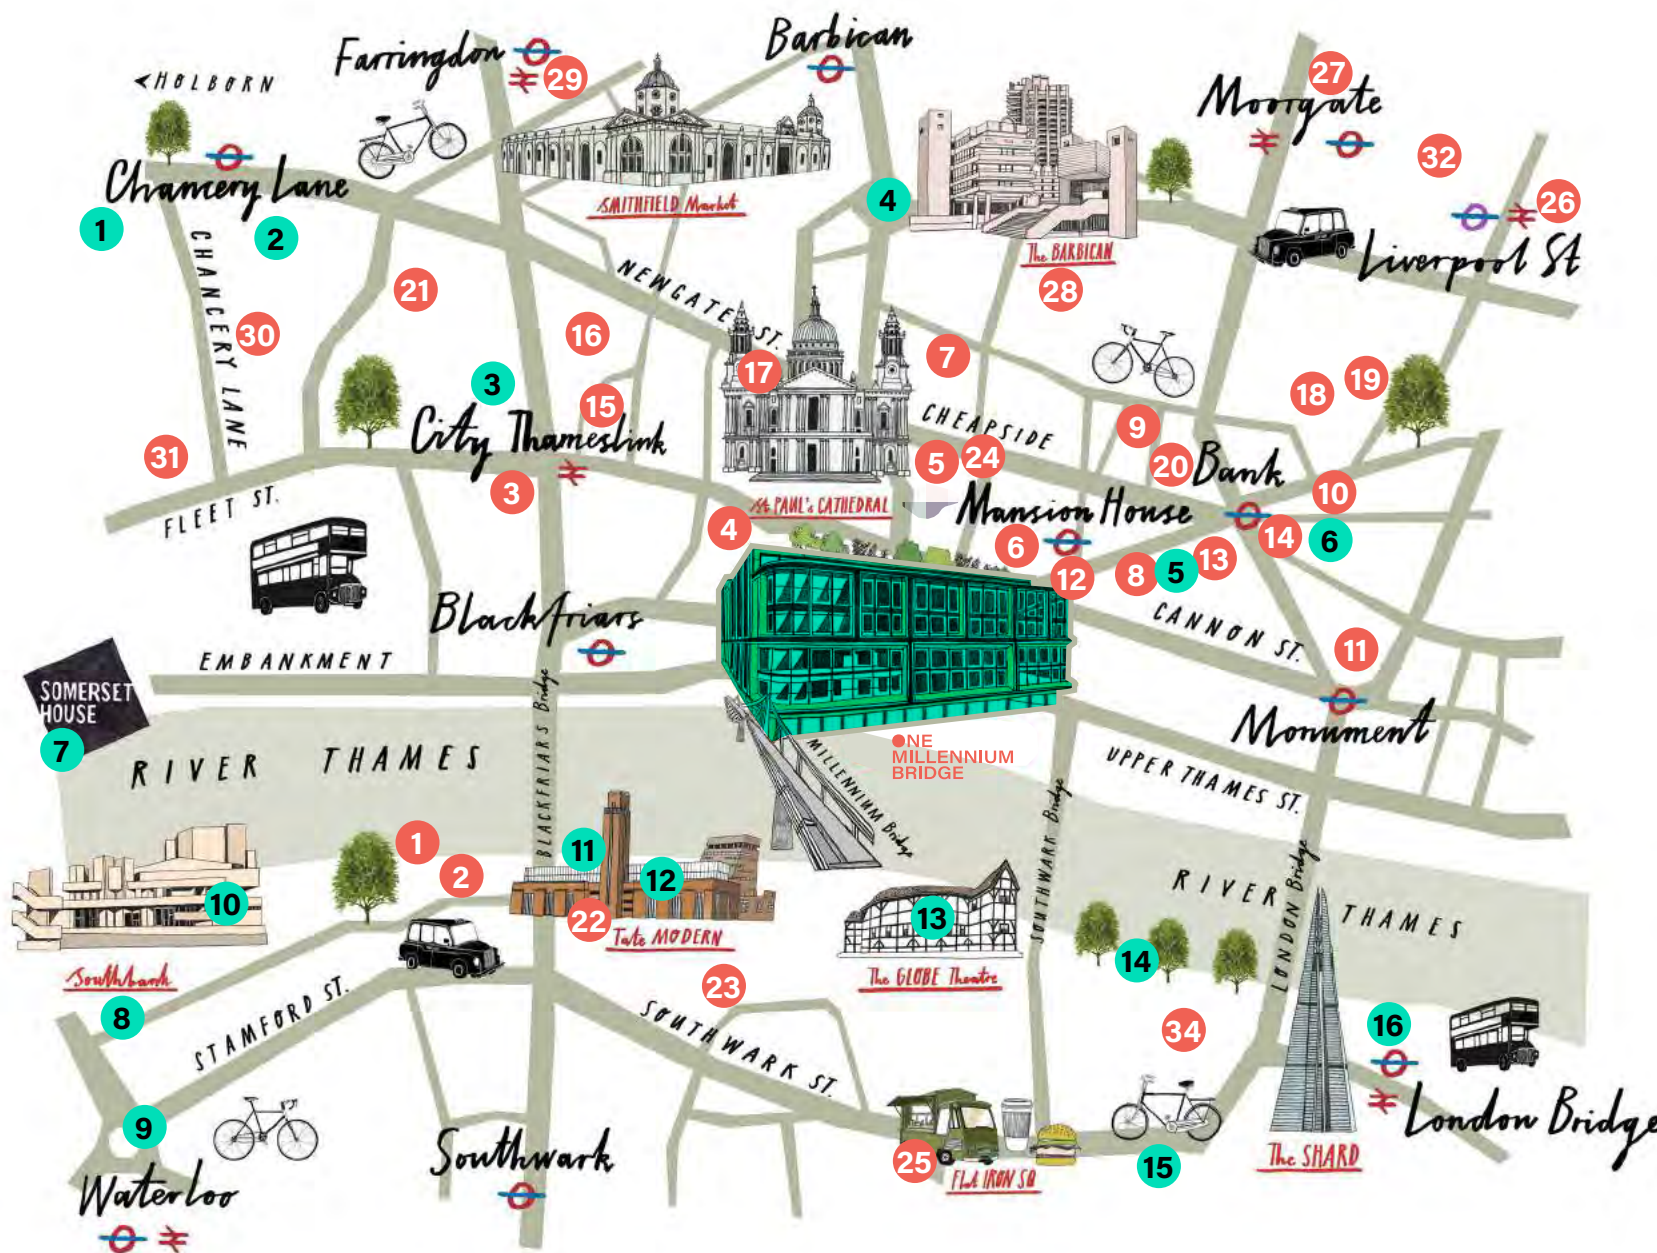 Farringdon
29
Barbican
27
Moorgate
HOLBORN
32
26
Chancery Lane
SMITHFIELD Market
4
The BARBICAN
28
Liverpool St
1
2
CHANCERY LANE
21
30
16
NEWGATE ST.
17
7
18
19
3
15
City Thameslink
CHEAPSIDE
9
20
Bank
31
3
5
24
10
FLEET ST.
St PAUL'S CATHEDRAL
Mansion House
4
6
14
6
12
8
5
13
Blackfriars
CANNON ST.
11
EMBANKMENT
SOMERSET
HOUSE
7
Monument
RIVER THAMES
BLACKFRIARS Bridge
MILLENNIUM Bridge
ONE
MILLENNIUM
BRIDGE
UPPER THAMES ST.
SOUTHWARK Bridge
LONDON Bridge
1
2
11
12
10
22
Tate MODERN
13
The GLOBE Theatre
RIVER THAMES
14
Southbank
8
STAMFORD ST.
23
SOUTHWARK ST.
34
16
London Bridge
9
Waterloo
Southwark
25
FLAT IRON SQ
15
The SHARD